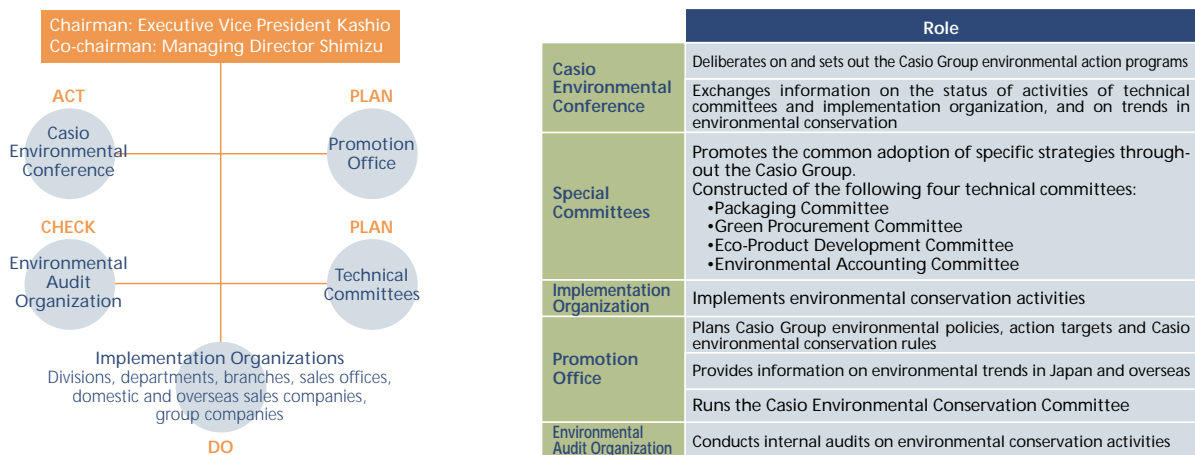 Chairman: Executive Vice President Kashio
Co-chairman: Managing Director Shimizu
ACT
Casio
Environmental
Conference
PLAN
Promotion
Office
CHECK
Environmental
Audit
Organization
PLAN
Technical
Committees
Implementation Organizations
Divisions, departments, branches, sales offices,
domestic and overseas sales companies,
group companies
DO
Role
Casio
Environmental
Conference
Deliberates on and sets out the Casio Group environmental action programs
Exchanges information on the status of activities of technical
committees and implementation organization, and on trends in
environmental conservation
Special
Committees
Promotes the common adoption of specific strategies through-
out the Casio Group.
Constructed of the following four technical committees:
•Packaging Committee
•Green Procurement Committee
•Eco-Product Development Committee
•Environmental Accounting Committee
Implementation
Organization
Implements environmental conservation activities
Promotion
Office
Plans Casio Group environmental policies, action targets and Casio
environmental conservation rules
Provides information on environmental trends in Japan and overseas
Runs the Casio Environmental Conservation Committee
Environmental
Audit Organization
Conducts internal audits on environmental conservation activities